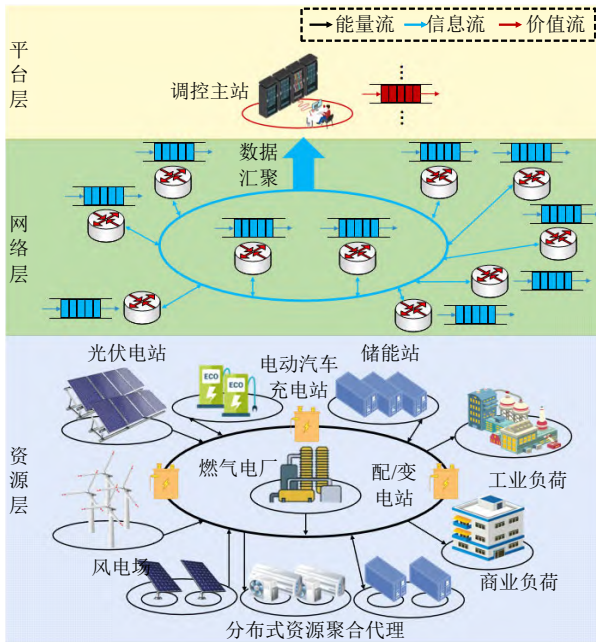 能量流 信息流 价值流
平台层
调控主站
数据
汇聚
网络层
光伏电站
电动汽车
充电站
储能站
ECO
ECO
资源层
燃气电厂
配/变
电站
工业负荷
风电场
商业负荷
分布式资源聚合代理